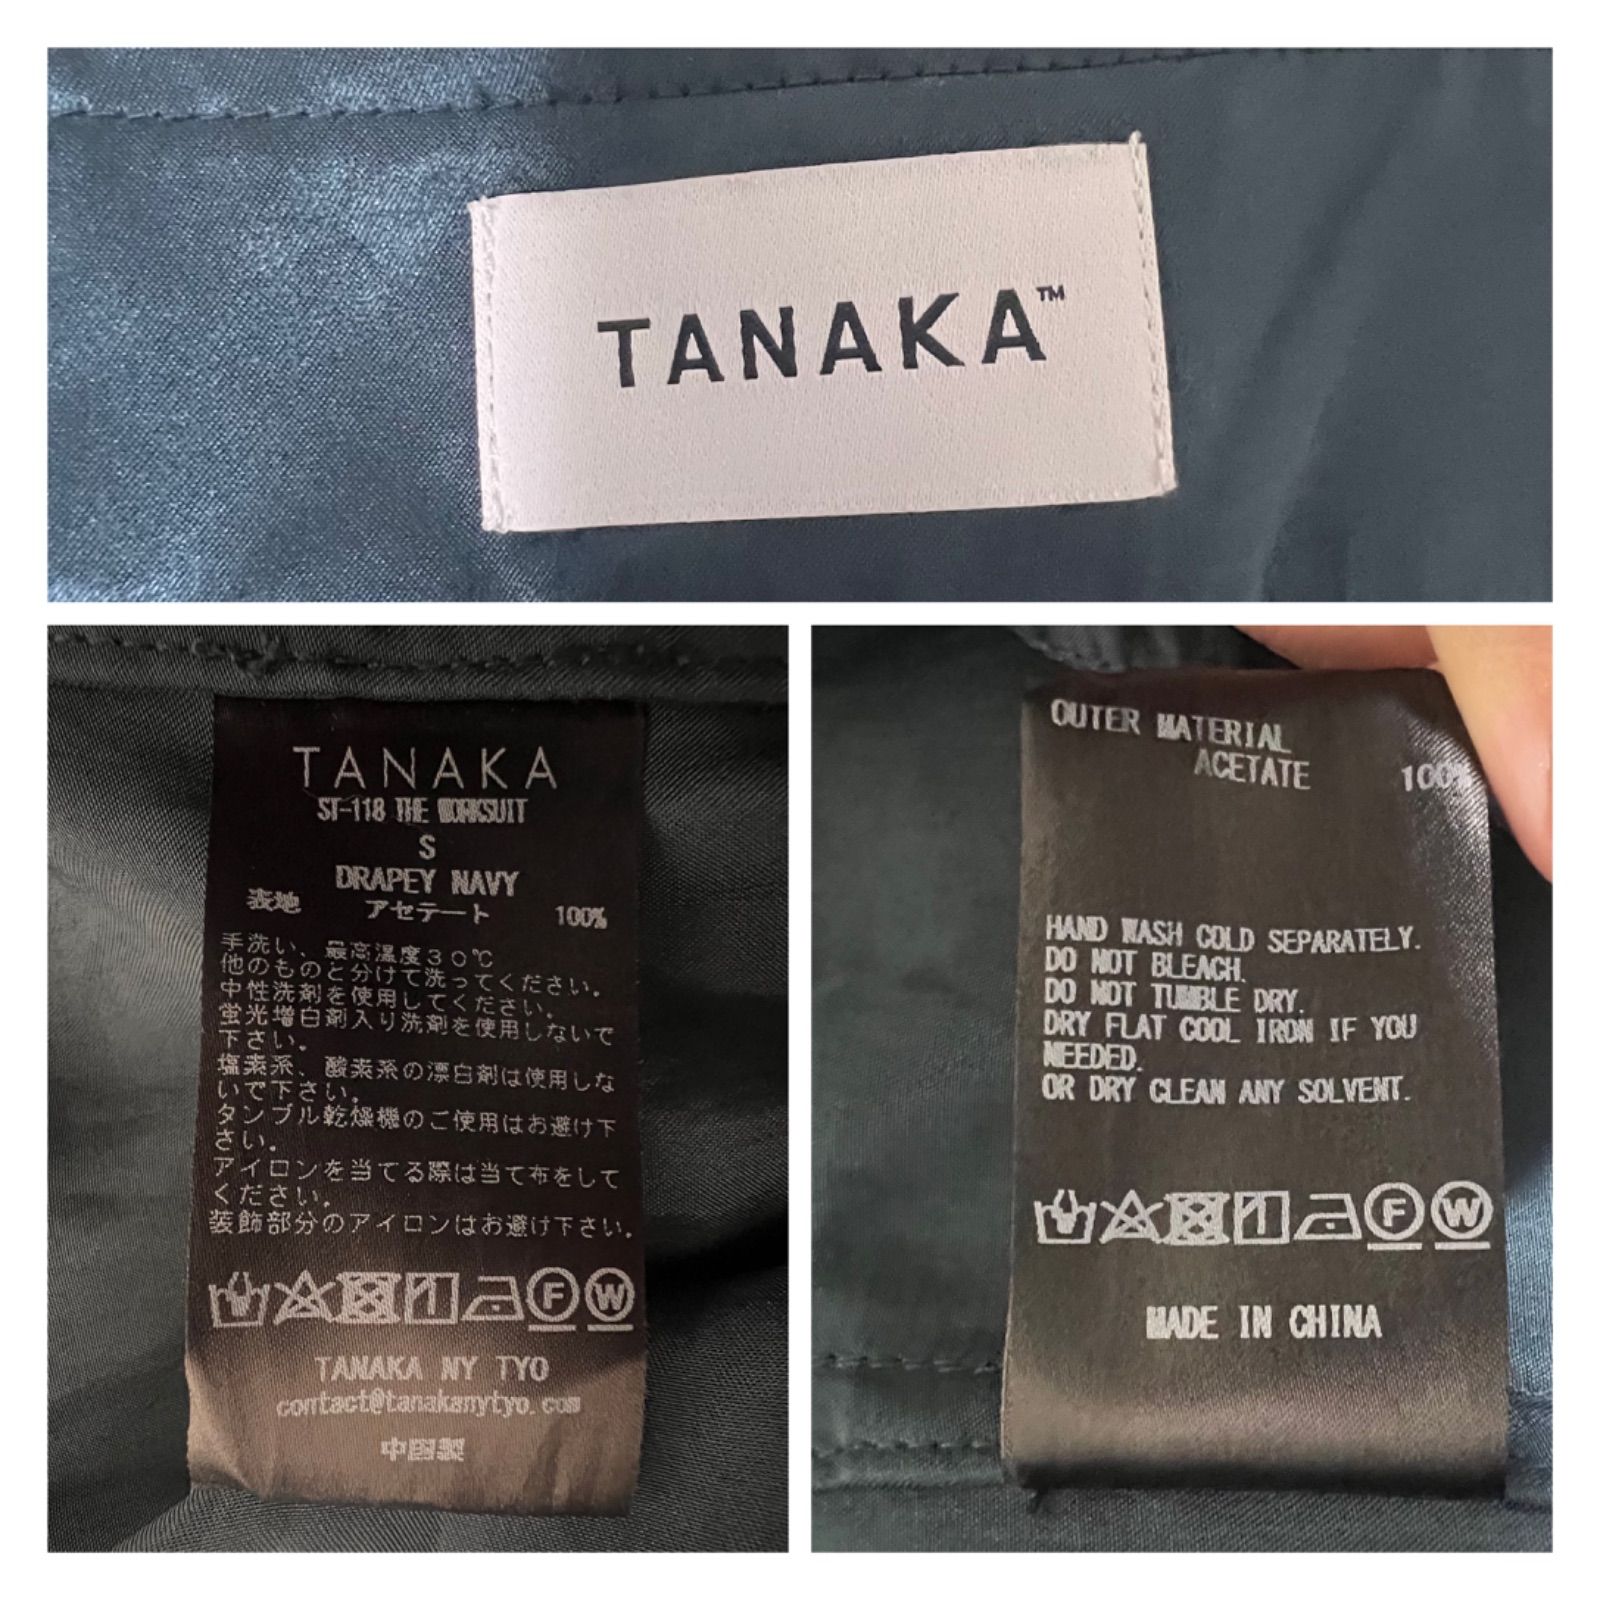 TANAKA™
TANAKA
ST-118 THE WORKSUIT
S
DRAPEY NAVY
表地 アセテート 100%
手洗い、最高温度30℃
他のものと分けて洗ってください。
中性洗剤を使用してください。
蛍光増白剤入り洗剤を使用しないで
下さい。
塩素系、酸素系の漂白剤は使用しな
いで下さい。
タンブル乾燥機のご使用はお避け下
さい。
アイロンを当てる際は当て布をして
ください。
装飾部分のアイロンはお避け下さい。
F W
TANAKA NY TYO
contact@tanakanytyo.com
中国製
OUTER MATERIAL
ACETATE 100%
HAND WASH COLD SEPARATELY.
DO NOT BLEACH.
DO NOT TUMBLE DRY.
DRY FLAT COOL IRON IF YOU
NEEDED.
OR DRY CLEAN ANY SOLVENT.
F W
MADE IN CHINA